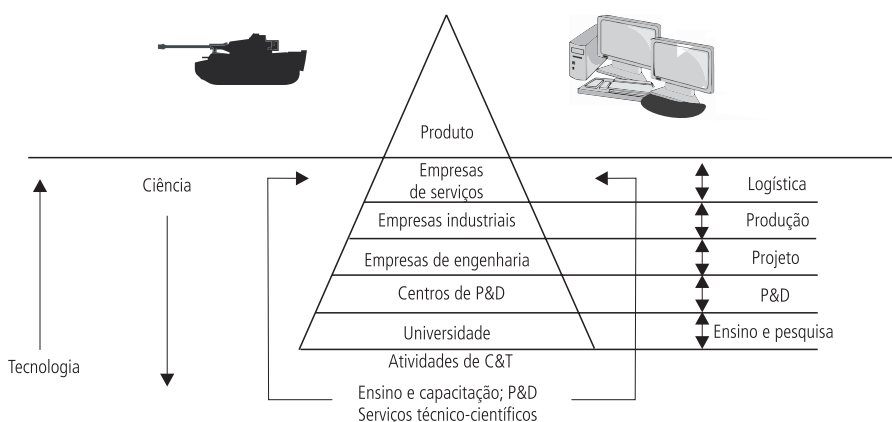 Produto
Ciência
Empresas
de serviços
Logística
Empresas industriais
Produção
Empresas de engenharia
Projeto
Centros de P&D
P&D
Universidade
Ensino e pesquisa
Tecnologia
Atividades de C&T
Ensino e capacitação; P&D
Serviços técnico-científicos